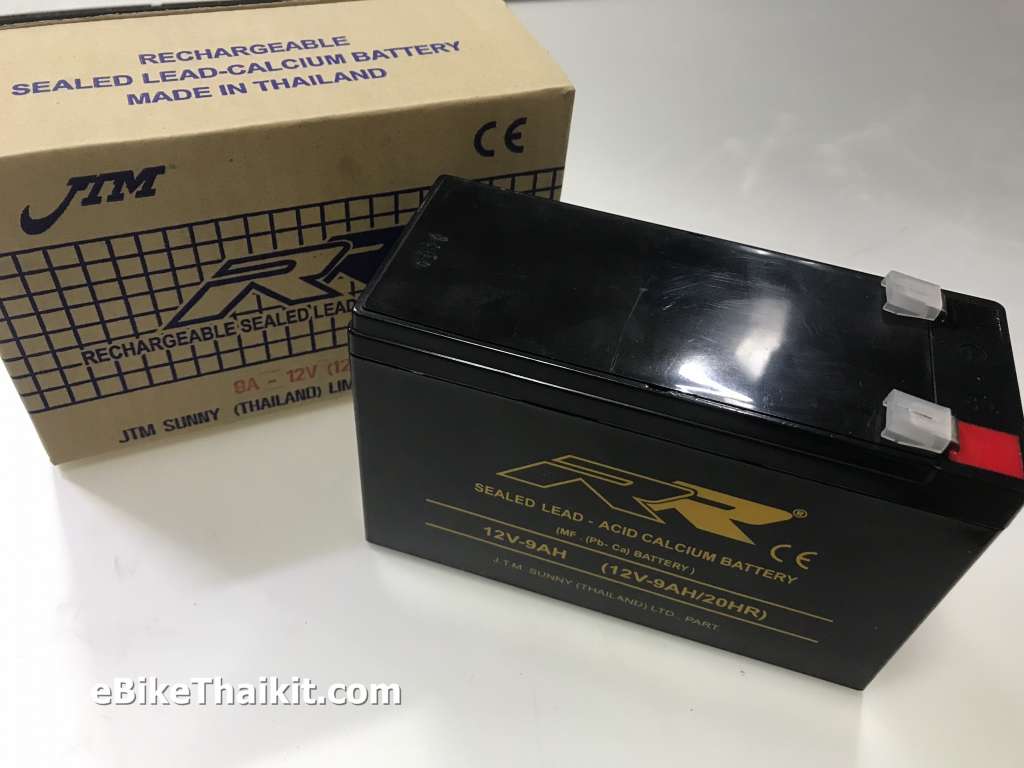 RECHARGEABLE
SEALED LEAD-CALCIUM BATTERY
MADE IN THAILAND
CE
JTM
RR
RECHARGEABLE SEALED LEAD
9A - 12V (12
JTM SUNNY (THAILAND) LIM
RR®
SEALED LEAD - ACID CALCIUM BATTERY
(MF . (Pb- Ca) BATTERY)
CE
12V-9AH (12V-9AH/20HR)
J.T.M. SUNNY (THAILAND) LTD., PART
eBikeThaikit.com